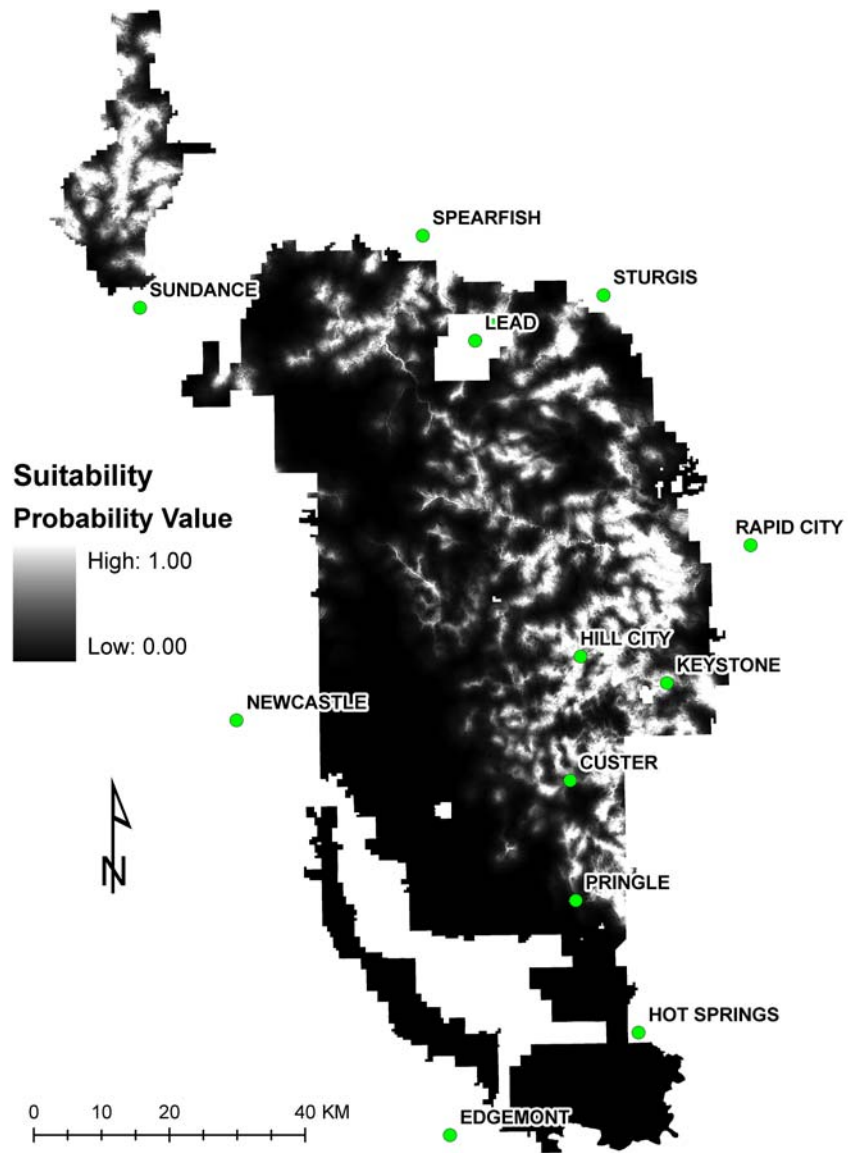 SPEARFISH
SUNDANCE
STURGIS
LEAD
Suitability
Probability Value
High: 1.00
Low: 0.00
RAPID CITY
HILL CITY
KEYSTONE
NEWCASTLE
CUSTER
N
PRINGLE
HOT SPRINGS
0 10 20 40 KM
EDGEMONT